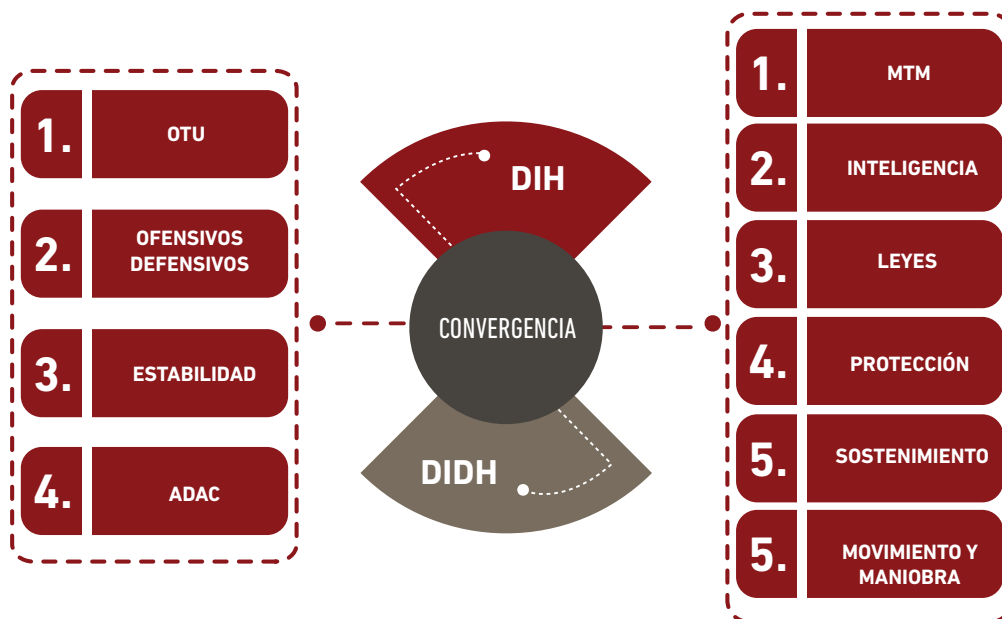 1. OTU
2. OFENSIVOS
DEFENSIVOS
3. ESTABILIDAD
4. ADAC
DIH
CONVERGENCIA
DIDH
1. MTM
2. INTELIGENCIA
3. LEYES
4. PROTECCIÓN
5. SOSTENIMIENTO
5. MOVIMIENTO Y
MANIOBRA